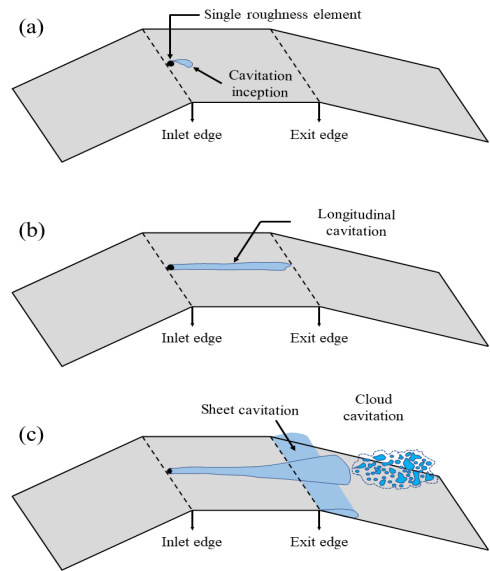 (a)
Single roughness element
Cavitation
inception
Inlet edge
Exit edge
(b)
Longitudinal
cavitation
Inlet edge
Exit edge
(c)
Sheet cavitation
Cloud
cavitation
Inlet edge
Exit edge